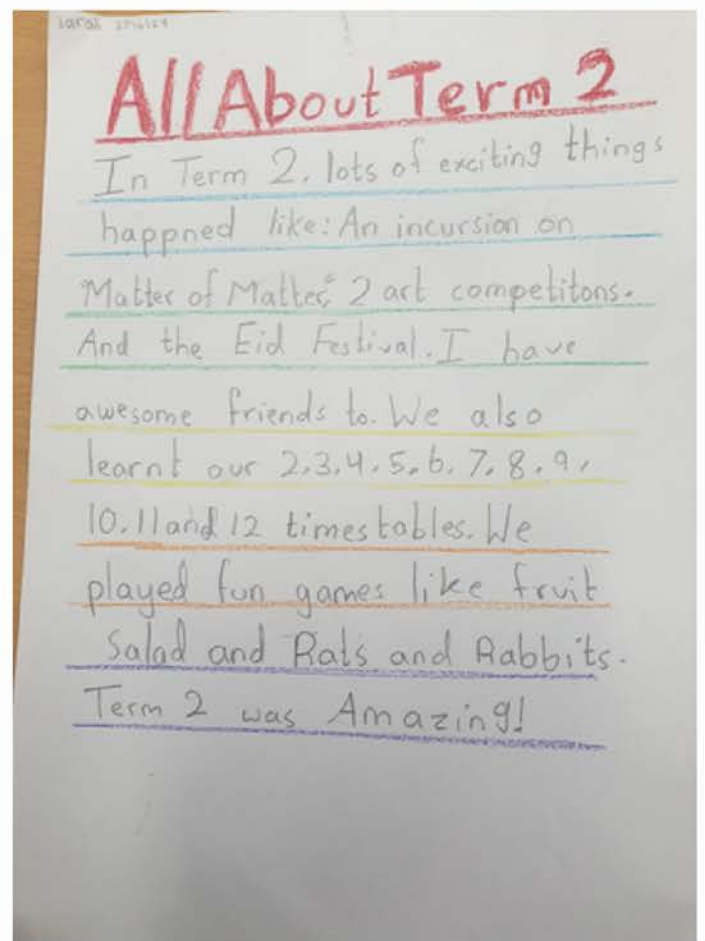 All About Term 2
In Term 2, lots of exciting things
happned like: An incursion on
Matter of Matter, 2 art competitons.
And the Eid Festival. I have
awesome friends to. We also
learnt our 2,3,4,5,6,7,8,9,
10,11and 12 timestables. We
played fun games like fruit
Salad and Rats and Rabbits.
Term 2 was Amazing!